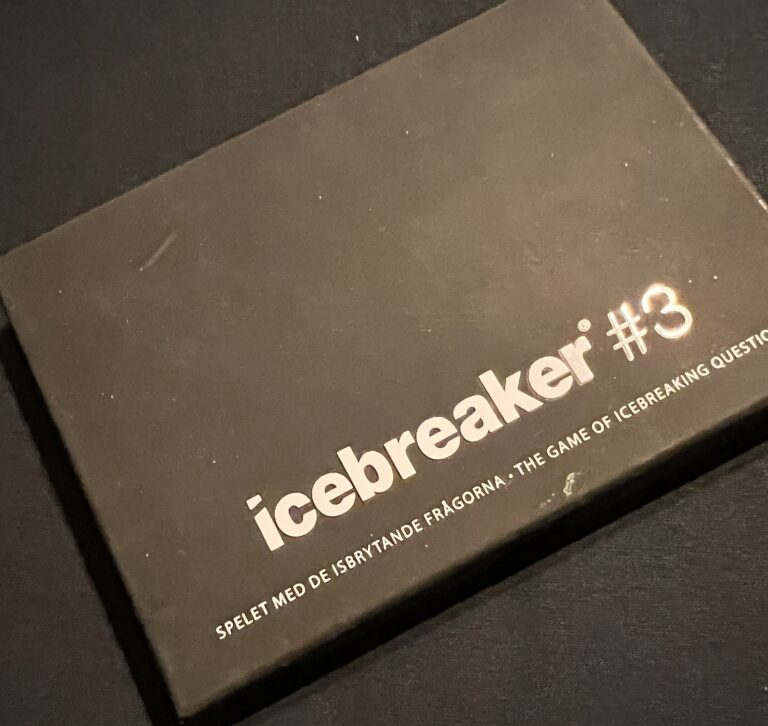 icebreaker® #3
SPELET MED DE ISBRYTANDE FRÅGORNA • THE GAME OF ICEBREAKING